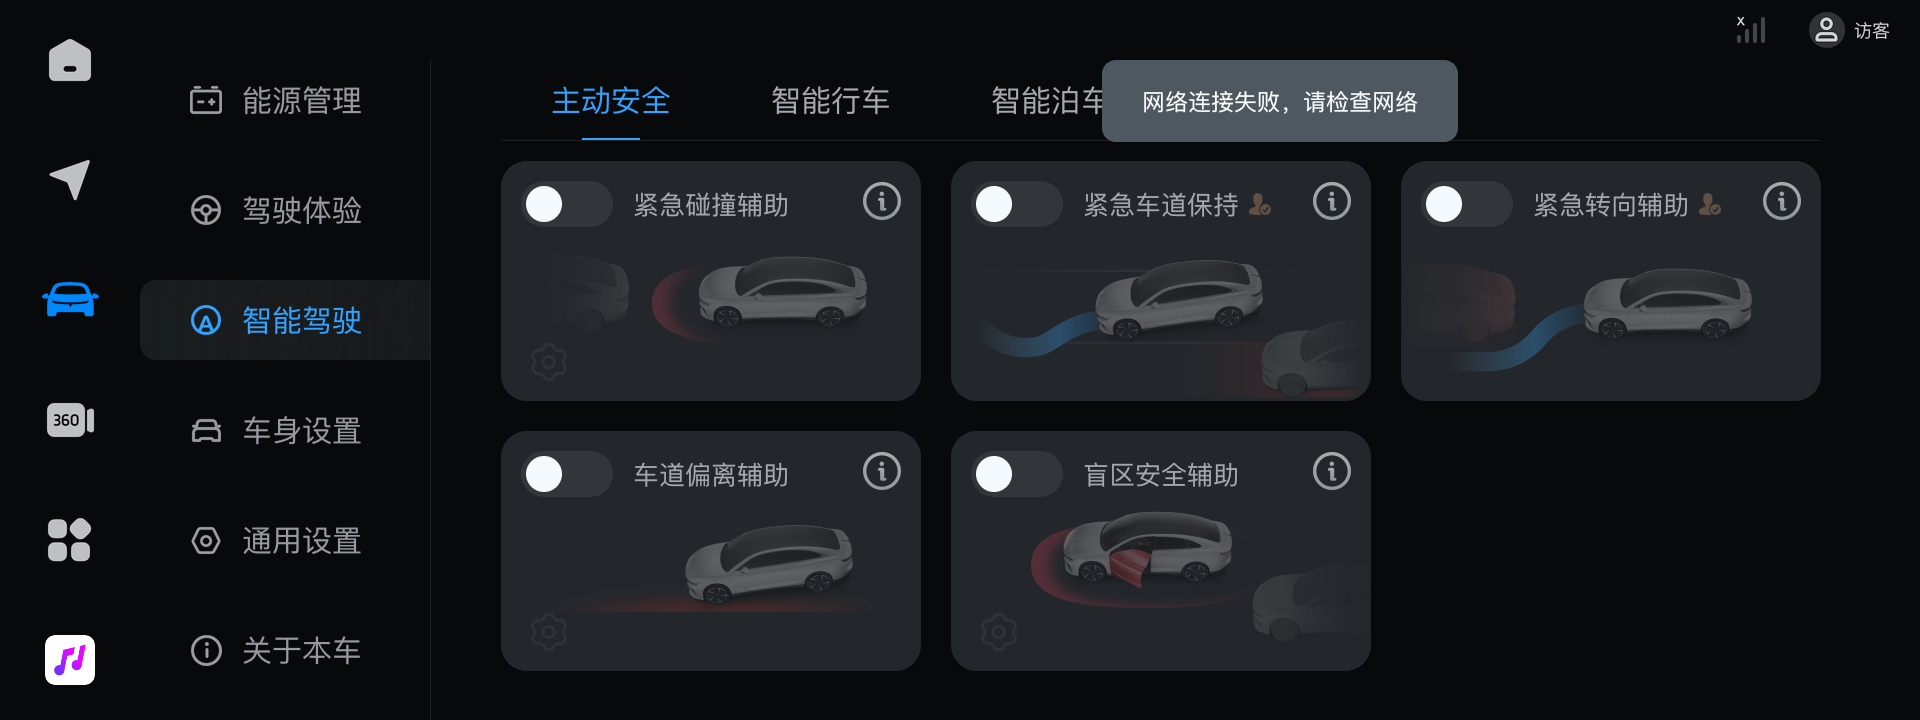 x
访客
能源管理
驾驶体验
智能驾驶
车身设置
通用设置
关于本车
360
主动安全
智能行车
智能泊车
网络连接失败，请检查网络
紧急碰撞辅助
紧急车道保持
紧急转向辅助
车道偏离辅助
盲区安全辅助